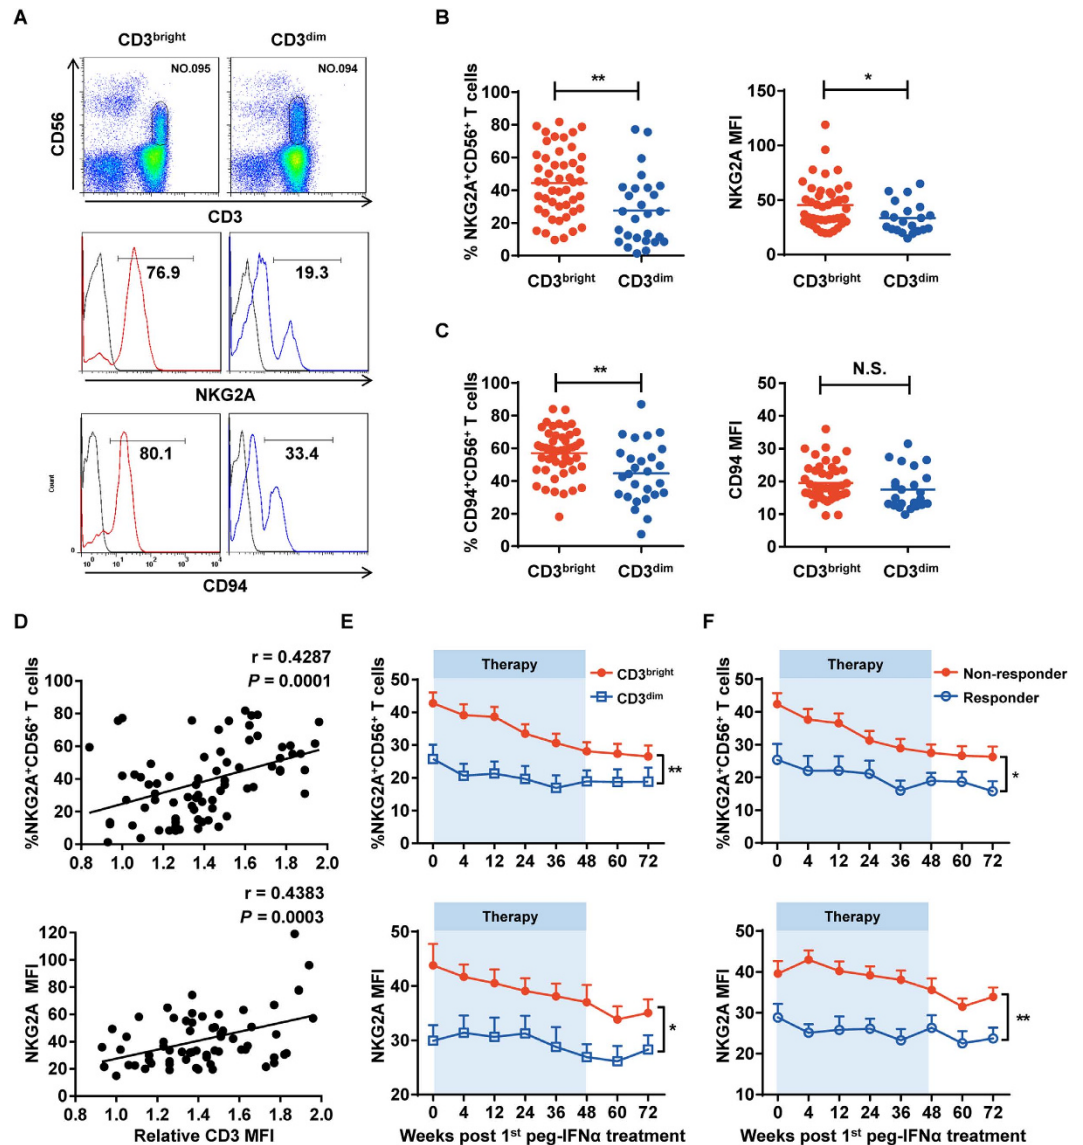 A
CD3bright
CD3dim
NO.095
NO.094
CD56
CD3
76.9
19.3
NKG2A
80.1
33.4
Count
0
10⁰ 10¹ 10² 10³ 10⁴
CD94
B
% NKG2A⁺CD56⁺ T cells
100
80
60
40
20
0
**
CD3bright CD3dim
NKG2A MFI
150
100
50
0
*
CD3bright CD3dim
C
% CD94⁺CD56⁺ T cells
100
80
60
40
20
0
**
CD3bright CD3dim
CD94 MFI
50
40
30
20
10
0
N.S.
CD3bright CD3dim
D
r = 0.4287
P = 0.0001
%NKG2A⁺CD56⁺ T cells
100
80
60
40
20
0
0.8 1.0 1.2 1.4 1.6 1.8 2.0
r = 0.4383
P = 0.0003
NKG2A MFI
120
100
80
60
40
20
0
0.8 1.0 1.2 1.4 1.6 1.8 2.0
Relative CD3 MFI
E
Therapy
CD3bright
CD3dim
%NKG2A⁺CD56⁺ T cells
50
40
30
20
10
0
**
0 4 12 24 36 48 60 72
Therapy
NKG2A MFI
50
40
30
20
*
0 4 12 24 36 48 60 72
Weeks post 1st peg-IFNα treatment
F
Therapy
Non-responder
Responder
%NKG2A⁺CD56⁺ T cells
50
40
30
20
10
0
*
0 4 12 24 36 48 60 72
Therapy
NKG2A MFI
50
40
30
20
10
**
0 4 12 24 36 48 60 72
Weeks post 1st peg-IFNα treatment